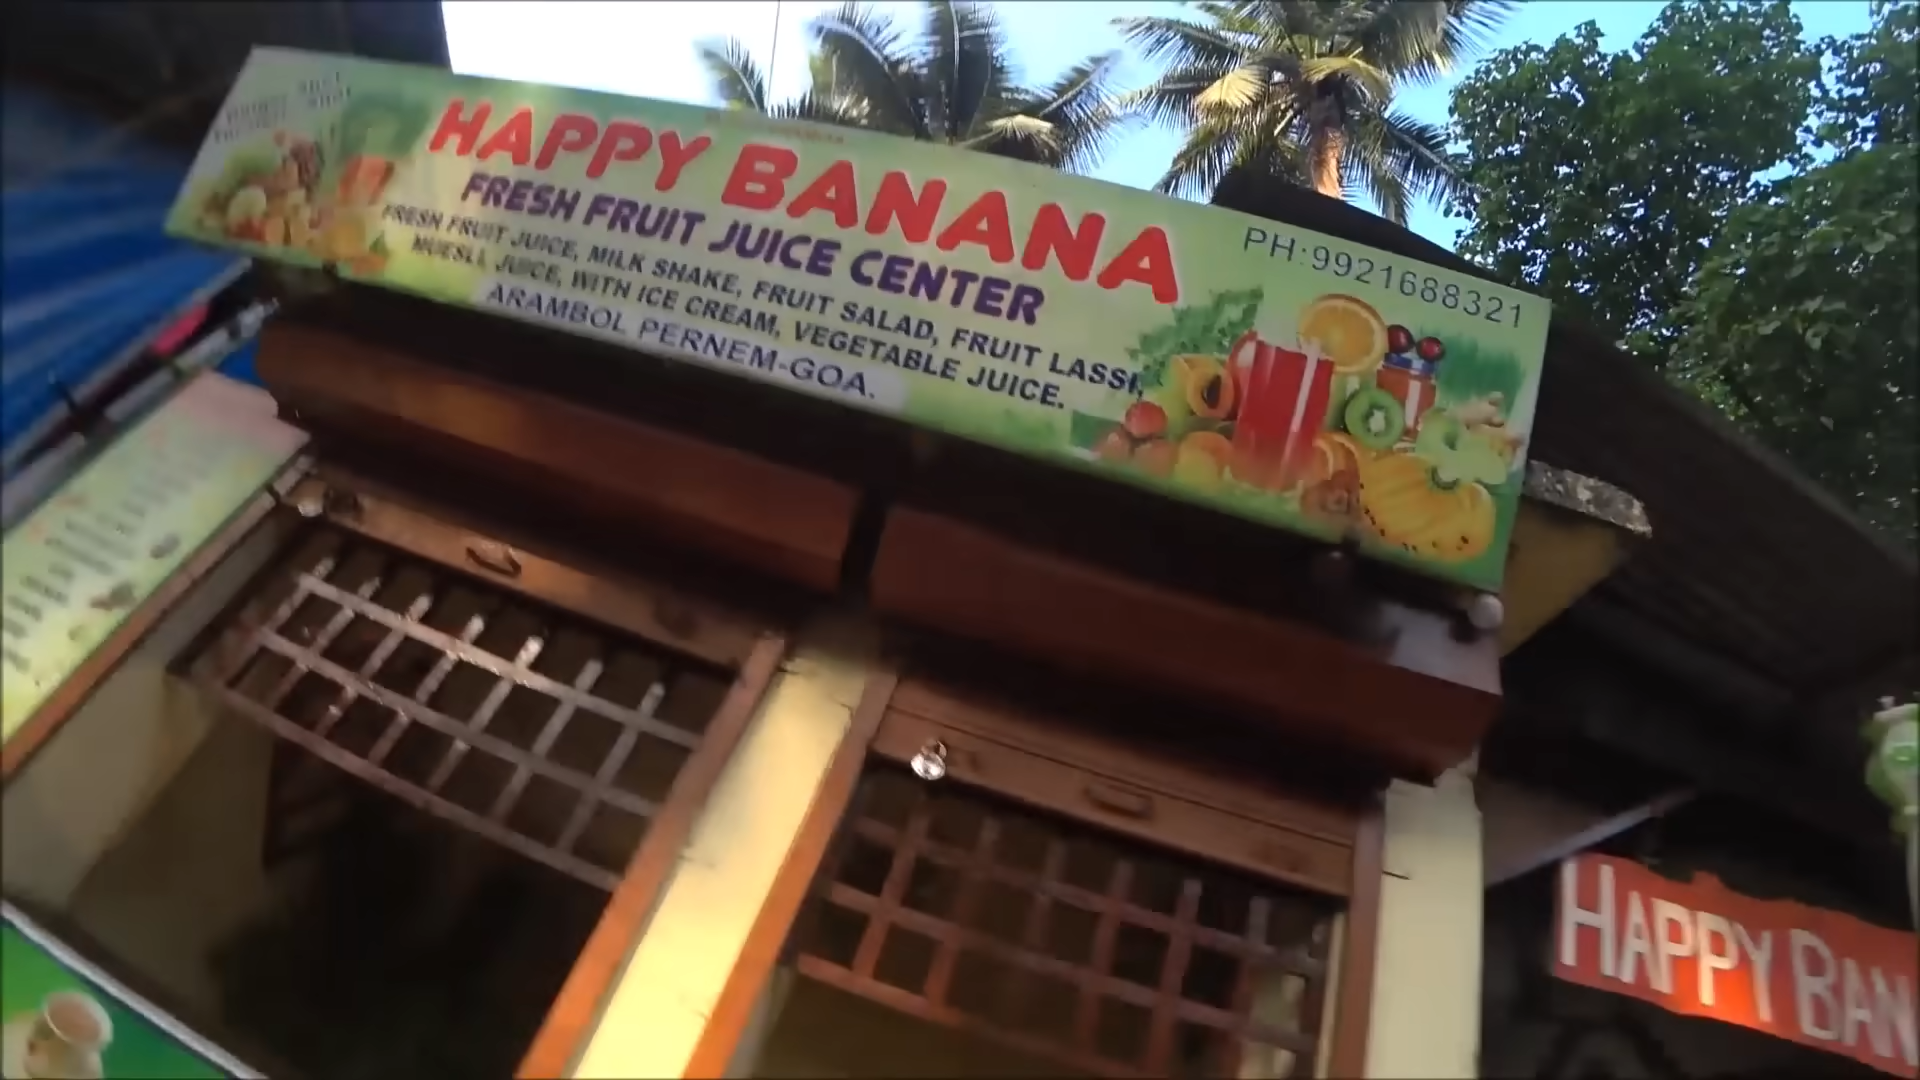 HAPPY BANANA
PH:9921688321
FRESH FRUIT JUICE CENTER
FRESH FRUIT JUICE, MILK SHAKE, FRUIT SALAD, FRUIT LASSI,
MUESLI, JUICE, WITH ICE CREAM, VEGETABLE JUICE.
ARAMBOL PERNEM-GOA.
HAPPY BAN